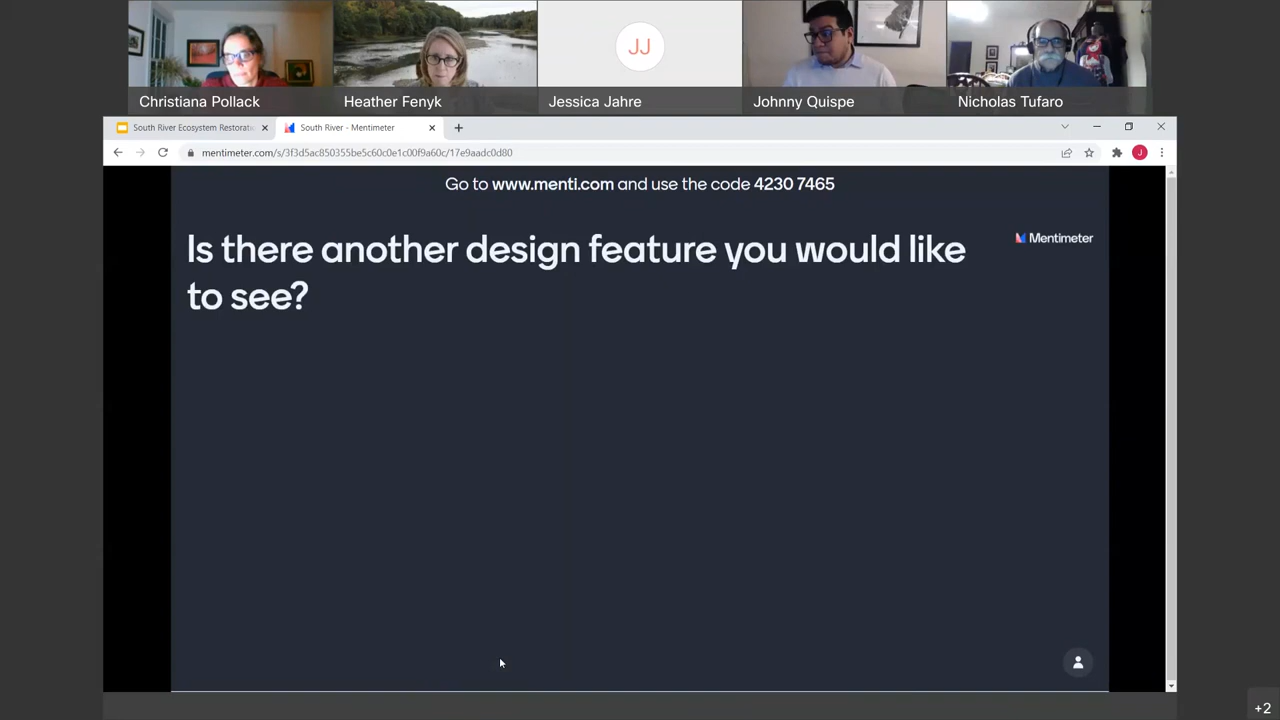 JJ
Christiana Pollack
Heather Fenyk
Jessica Jahre
Johnny Quispe
Nicholas Tufaro
South River Ecosystem Restorati
South River - Mentimeter
mentimeter.com/s/3f3d5ac850355be5c60c0e1c00f9a60c/17e9aadc0d80
J
Go to www.menti.com and use the code 4230 7465
Is there another design feature you would like
to see?
Mentimeter
+2